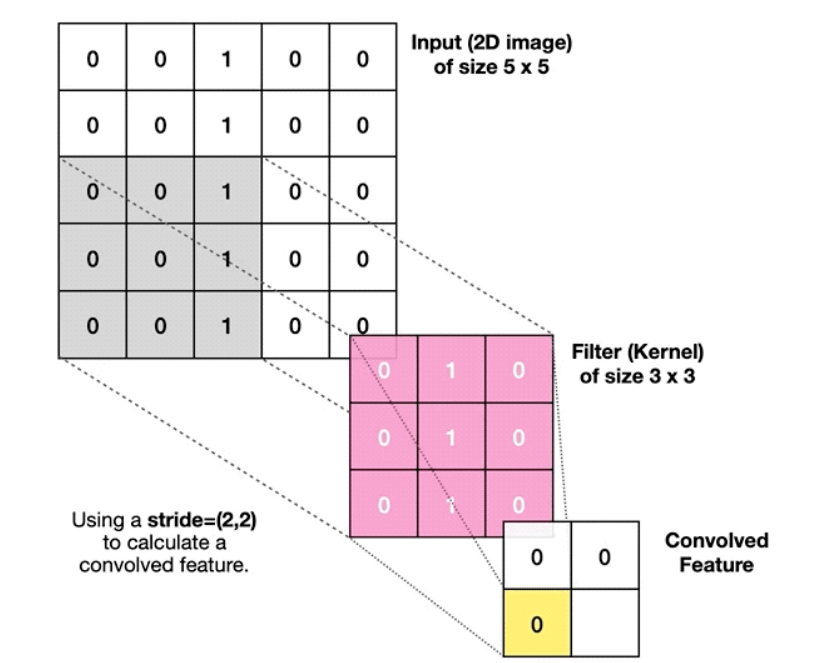 0 0 1 0 0
Input (2D image)
of size 5 x 5
0 0 1 0 0
0 0 1 0 0
0 0 1 0 0
0 0 1 0 0
0 1 0
Filter (Kernel)
of size 3 x 3
0 1 0
0 1 0
Using a stride=(2,2)
to calculate a
convolved feature.
0 0
Convolved
Feature
0